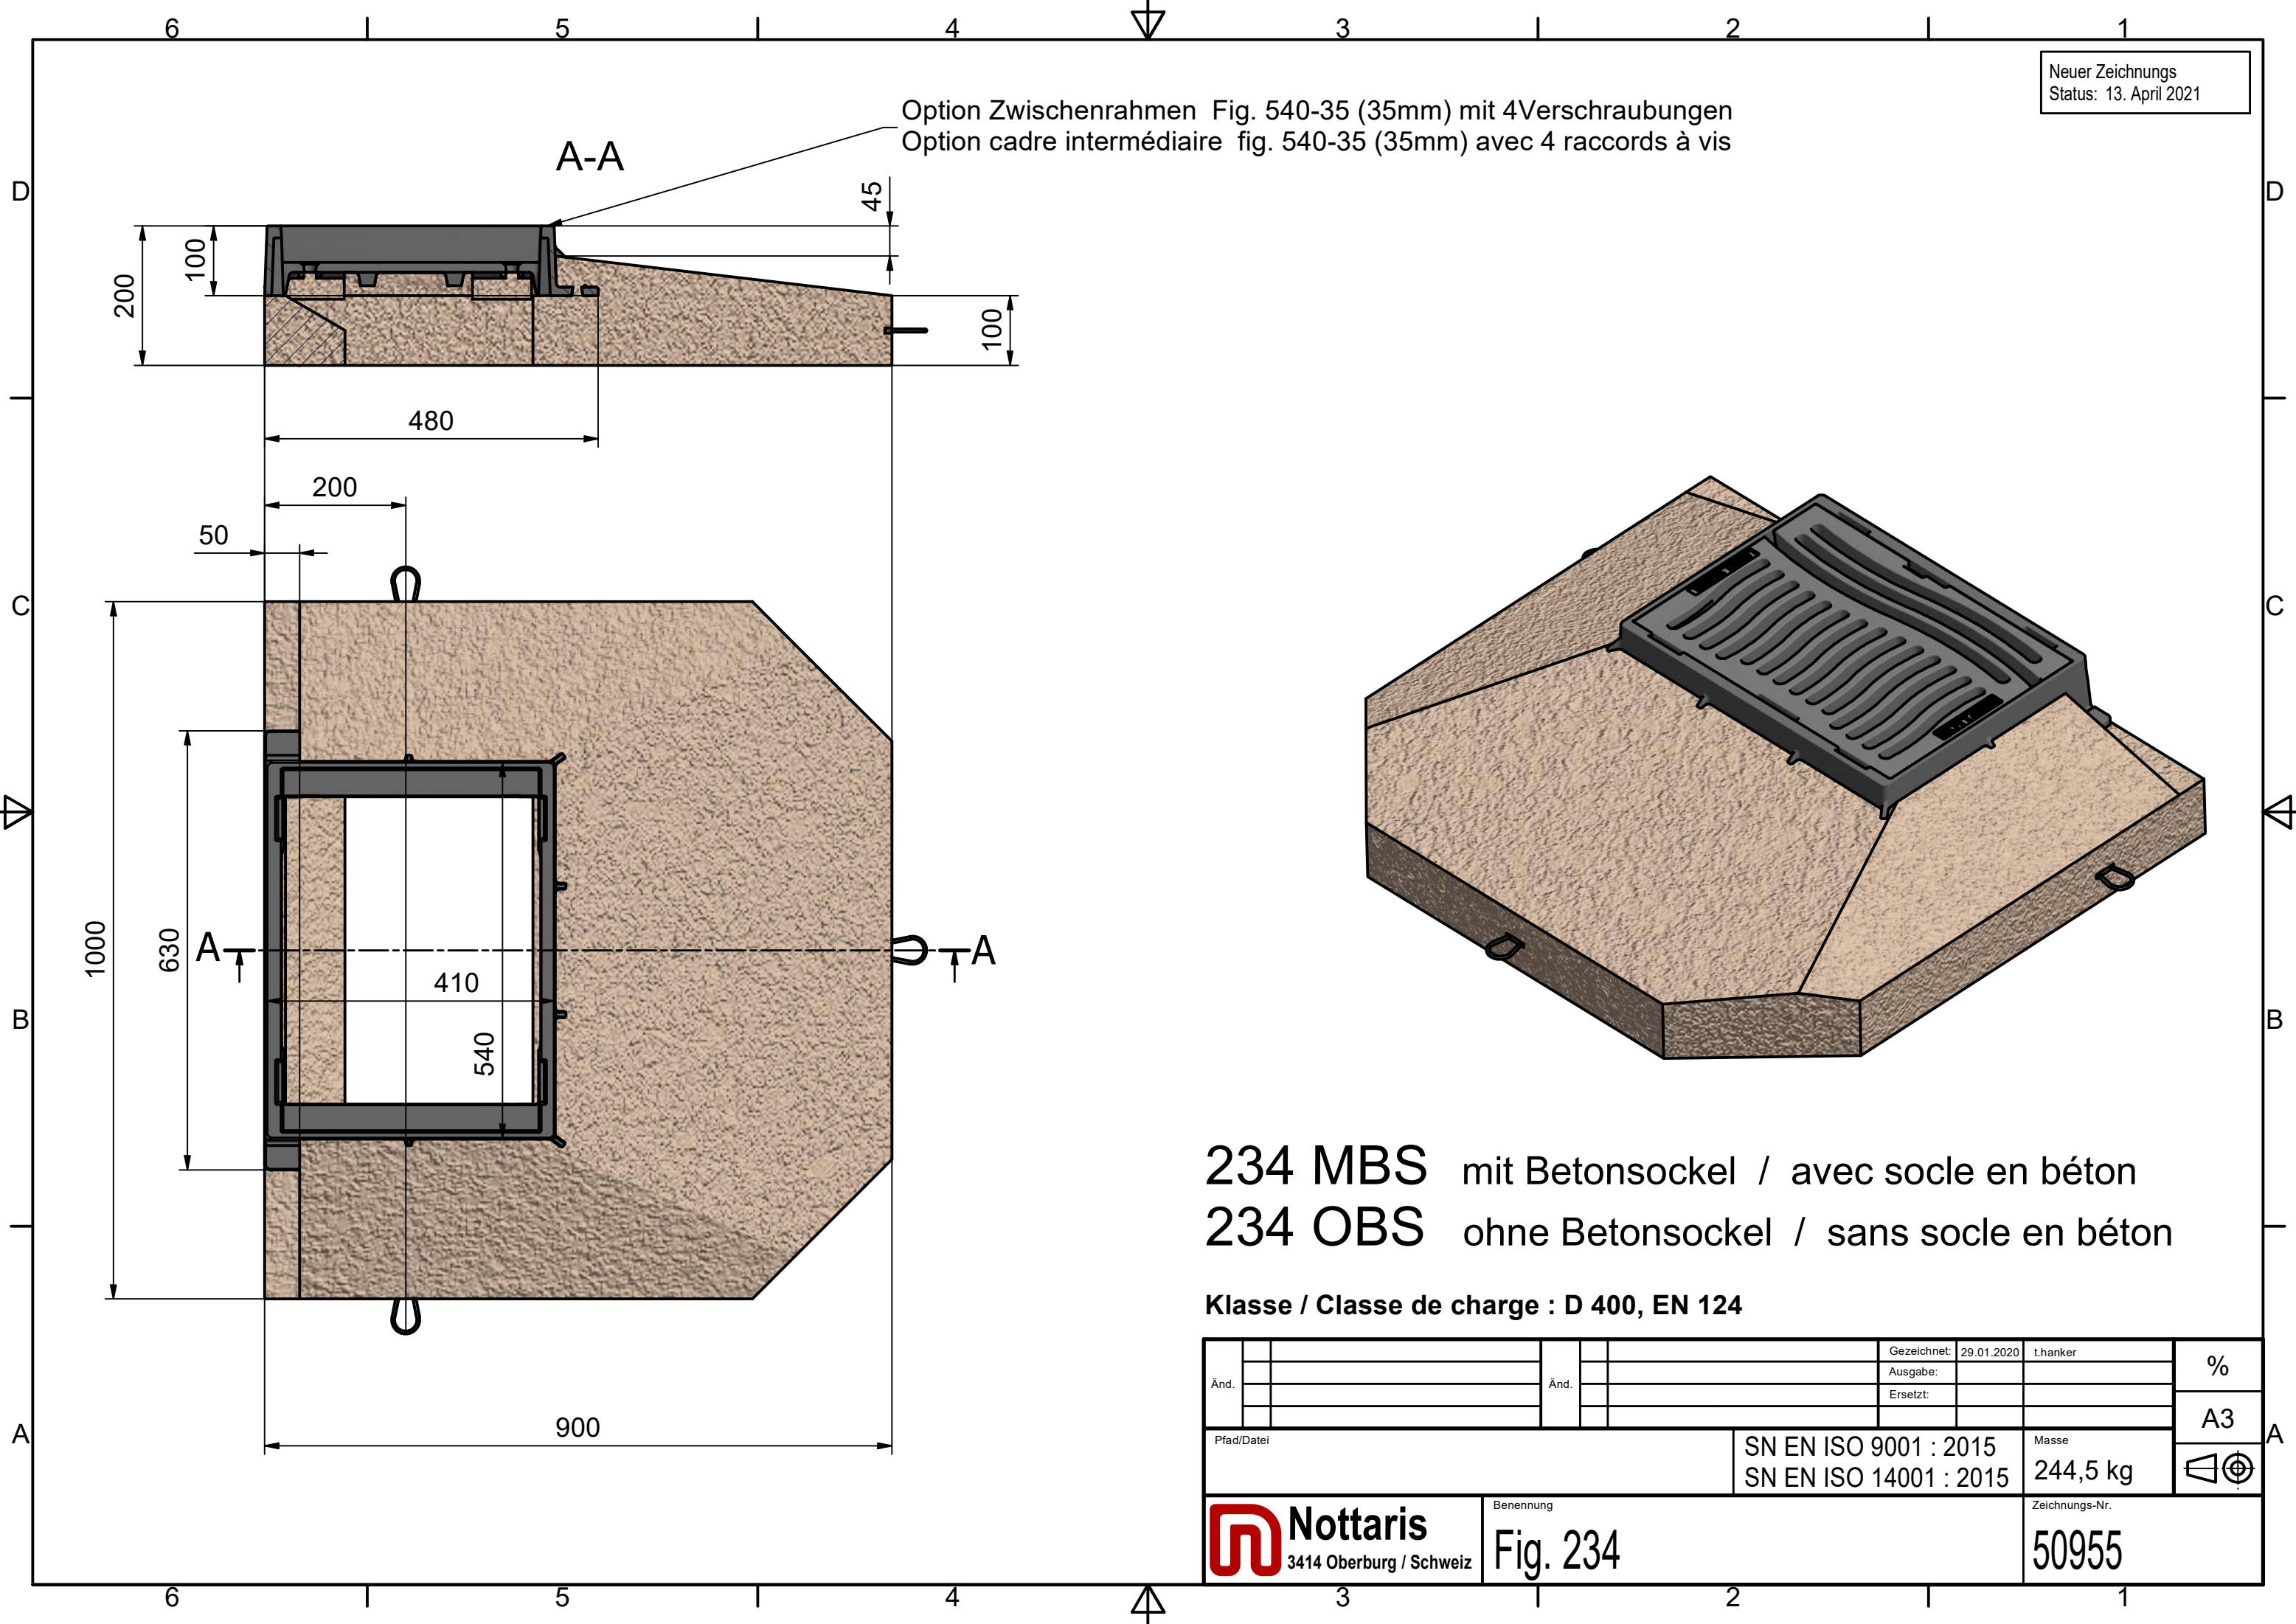 6 5 4 3 2 1
Neuer Zeichnungs
Status: 13. April 2021
Option Zwischenrahmen Fig. 540-35 (35mm) mit 4Verschraubungen
Option cadre intermédiaire fig. 540-35 (35mm) avec 4 raccords à vis
A-A
D
D
45
200
100
100
480
200
50
C
C
1000
630
A
A
410
540
B
B
900
234 MBS mit Betonsockel / avec socle en béton
234 OBS ohne Betonsockel / sans socle en béton
Klasse / Classe de charge : D 400, EN 124
Änd.
Änd.
Gezeichnet: 29.01.2020 t.hanker
Ausgabe:
Ersetzt:
%
A3
A
A
Pfad/Datei
SN EN ISO 9001 : 2015
SN EN ISO 14001 : 2015
Masse
244,5 kg
Nottaris
3414 Oberburg / Schweiz
Benennung
Fig. 234
Zeichnungs-Nr.
50955
6 5 4 3 2 1